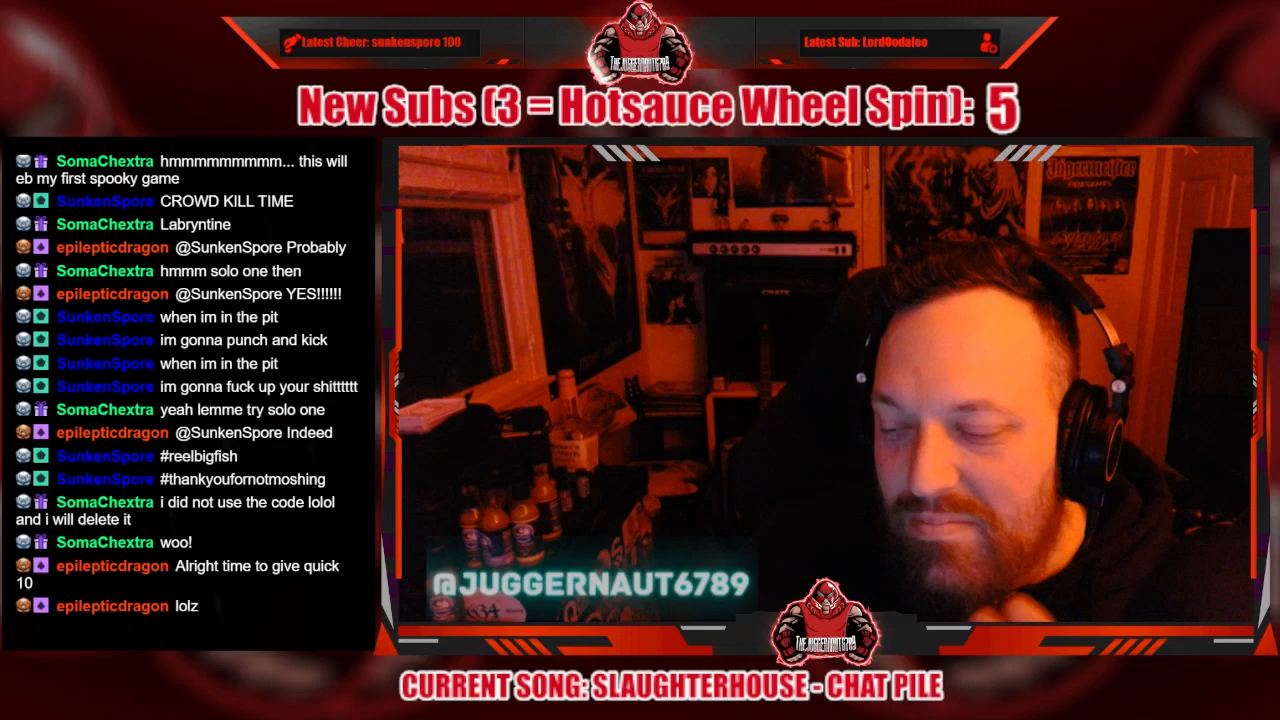 Latest Cheer: sunkenspore 100
THEJUGGERNAUT6789
Latest Sub: LordOodaloo
New Subs (3 = Hotsauce Wheel Spin): 5
SomaChextra hmmmmmmmmm... this will
eb my first spooky game
SunkenSpore CROWD KILL TIME
SomaChextra Labryntine
epilepticdragon @SunkenSpore Probably
SomaChextra hmmm solo one then
epilepticdragon @SunkenSpore YES!!!!!!
SunkenSpore when im in the pit
SunkenSpore im gonna punch and kick
SunkenSpore when im in the pit
SunkenSpore im gonna fuck up your shitttttt
SomaChextra yeah lemme try solo one
epilepticdragon @SunkenSpore Indeed
SunkenSpore #reelbigfish
SunkenSpore #thankyoufornotmoshing
SomaChextra i did not use the code lolol
and i will delete it
SomaChextra woo!
epilepticdragon Alright time to give quick
10
epilepticdragon lolz
Jägermeister
CRATE
@JUGGERNAUT6789
634
THEJUGGERNAUT6789
CURRENT SONG: SLAUGHTERHOUSE - CHAT PILE